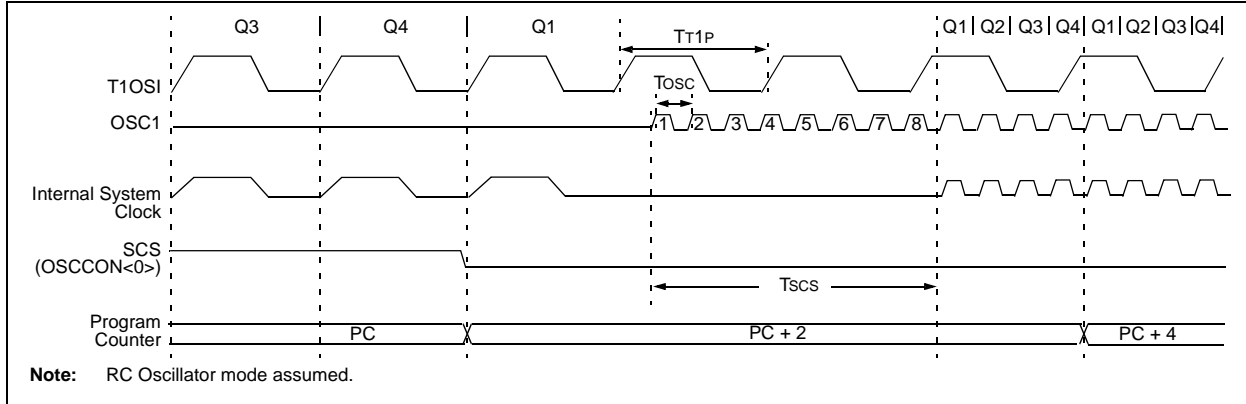 Q3 Q4 Q1 Q1 Q2 Q3 Q4 Q1 Q2 Q3 Q4
TT1P
T1OSI
TOSC
OSC1
1 2 3 4 5 6 7 8
Internal System
Clock
SCS
(OSCCON<0>)
TSCS
Program
Counter
PC PC + 2 PC + 4
Note: RC Oscillator mode assumed.